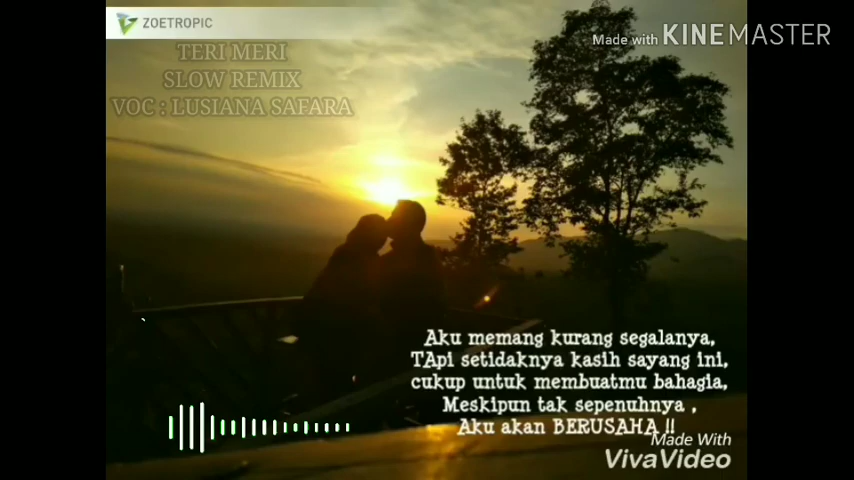 ZOETROPIC
Made with KINEMASTER
TERI MERI
SLOW REMIX
VOC : LUSIANA SAFARA
Aku memang kurang segalanya,
TApi setidaknya kasih sayang ini,
cukup untuk membuatmu bahagia,
Meskipun tak sepenuhnya ,
Aku akan BERUSAHA !!
Made With
VivaVideo